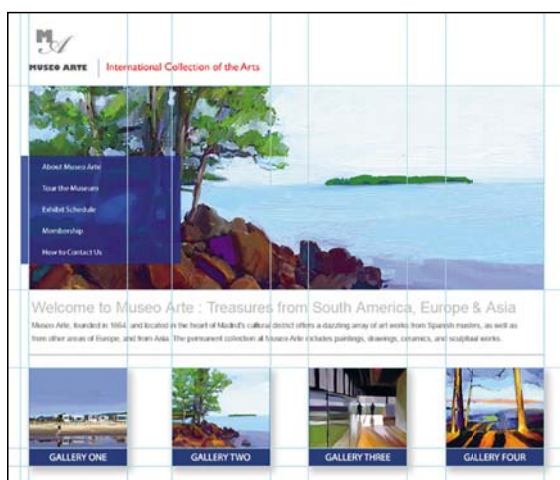 MA
MUSEO ARTE
International Collection of the Arts
About Museo Arte
Tour the Museum
Exhibit Schedule
Membership
How to Contact Us
Welcome to Museo Arte : Treasures from South America, Europe & Asia
Museo Arte, founded in 1864 and located in the heart of Madrid's cultural district offers a dazzling array of art works from Spanish masters, as well as
from other areas of Europe, and from Asia. The permanent collection at Museo Arte includes paintings, drawings, ceramics, and sculptual works.
GALLERY ONE
GALLERY TWO
GALLERY THREE
GALLERY FOUR